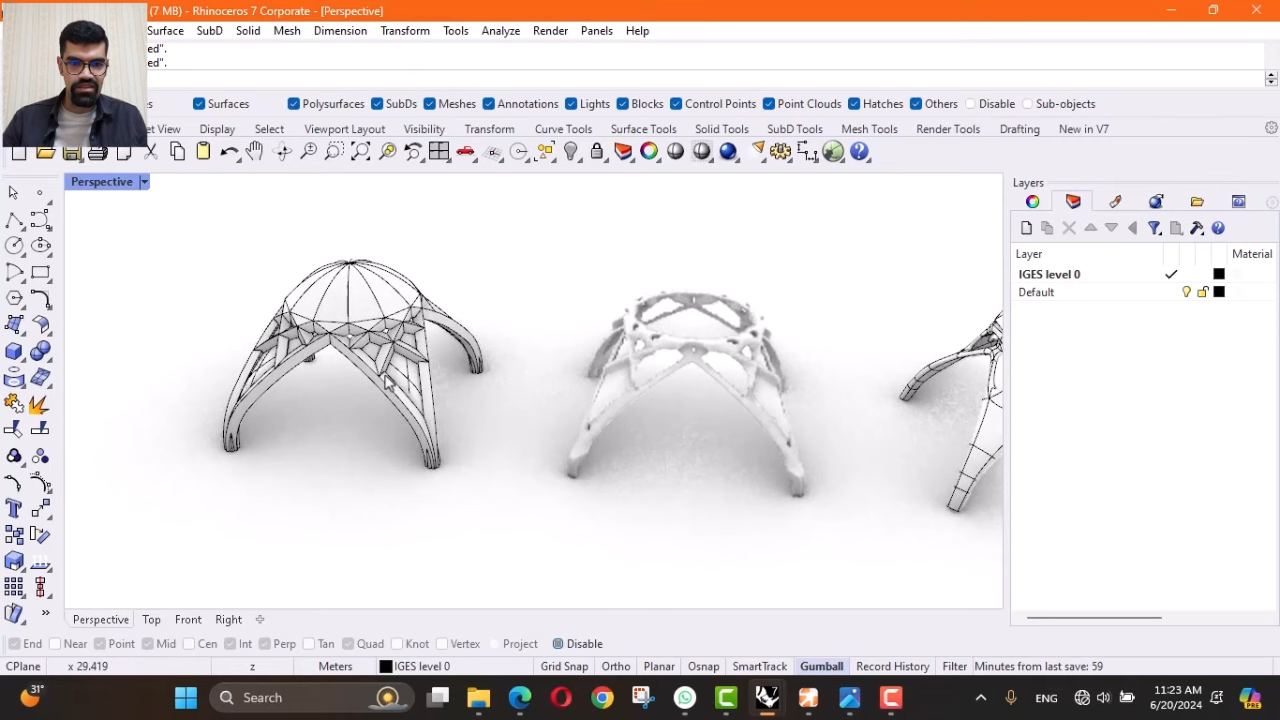 (7 MB) - Rhinoceros 7 Corporate - [Perspective]
Surface SubD Solid Mesh Dimension Transform Tools Analyze Render Panels Help
ed".
ed".
Surfaces Polysurfaces SubDs Meshes Annotations Lights Blocks Control Points Point Clouds Hatches Others Disable Sub-objects
et View Display Select Viewport Layout Visibility Transform Curve Tools Surface Tools Solid Tools SubD Tools Mesh Tools Render Tools Drafting New in V7
Perspective
Layers
Layer Material
IGES level 0
Default
Perspective Top Front Right
End Near Point Mid Cen Int Perp Tan Quad Knot Vertex Project Disable
CPlane x 29.419 z Meters IGES level 0 Grid Snap Ortho Planar Osnap SmartTrack Gumball Record History Filter Minutes from last save: 59
31° Search ENG 11:23 AM
6/20/2024
PRE